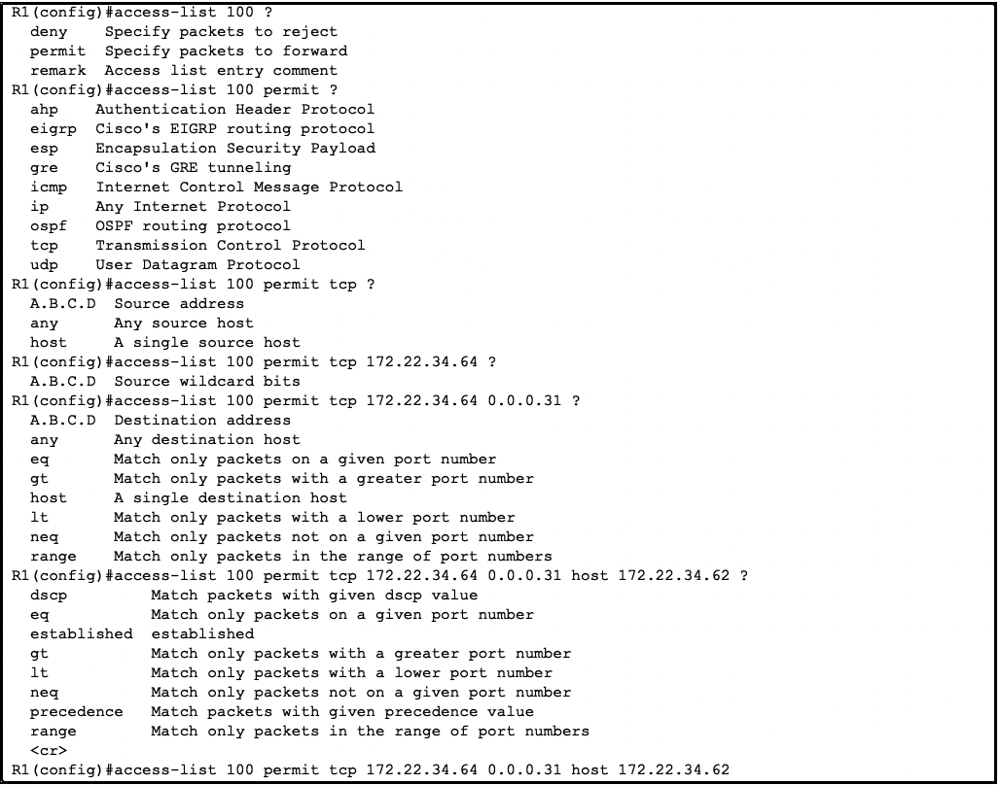 R1(config)#access-list 100 ?
  deny    Specify packets to reject
  permit  Specify packets to forward
  remark  Access list entry comment
R1(config)#access-list 100 permit ?
  ahp    Authentication Header Protocol
  eigrp  Cisco's EIGRP routing protocol
  esp    Encapsulation Security Payload
  gre    Cisco's GRE tunneling
  icmp   Internet Control Message Protocol
  ip     Any Internet Protocol
  ospf   OSPF routing protocol
  tcp    Transmission Control Protocol
  udp    User Datagram Protocol
R1(config)#access-list 100 permit tcp ?
  A.B.C.D  Source address
  any      Any source host
  host     A single source host
R1(config)#access-list 100 permit tcp 172.22.34.64 ?
  A.B.C.D  Source wildcard bits
R1(config)#access-list 100 permit tcp 172.22.34.64 0.0.0.31 ?
  A.B.C.D  Destination address
  any      Any destination host
  eq       Match only packets on a given port number
  gt       Match only packets with a greater port number
  host     A single destination host
  lt       Match only packets with a lower port number
  neq      Match only packets not on a given port number
  range    Match only packets in the range of port numbers
R1(config)#access-list 100 permit tcp 172.22.34.64 0.0.0.31 host 172.22.34.62 ?
  dscp         Match packets with given dscp value
  eq           Match only packets on a given port number
  established  established
  gt           Match only packets with a greater port number
  lt           Match only packets with a lower port number
  neq          Match only packets not on a given port number
  precedence   Match packets with given precedence value
  range        Match only packets in the range of port numbers
  <cr>
R1(config)#access-list 100 permit tcp 172.22.34.64 0.0.0.31 host 172.22.34.62